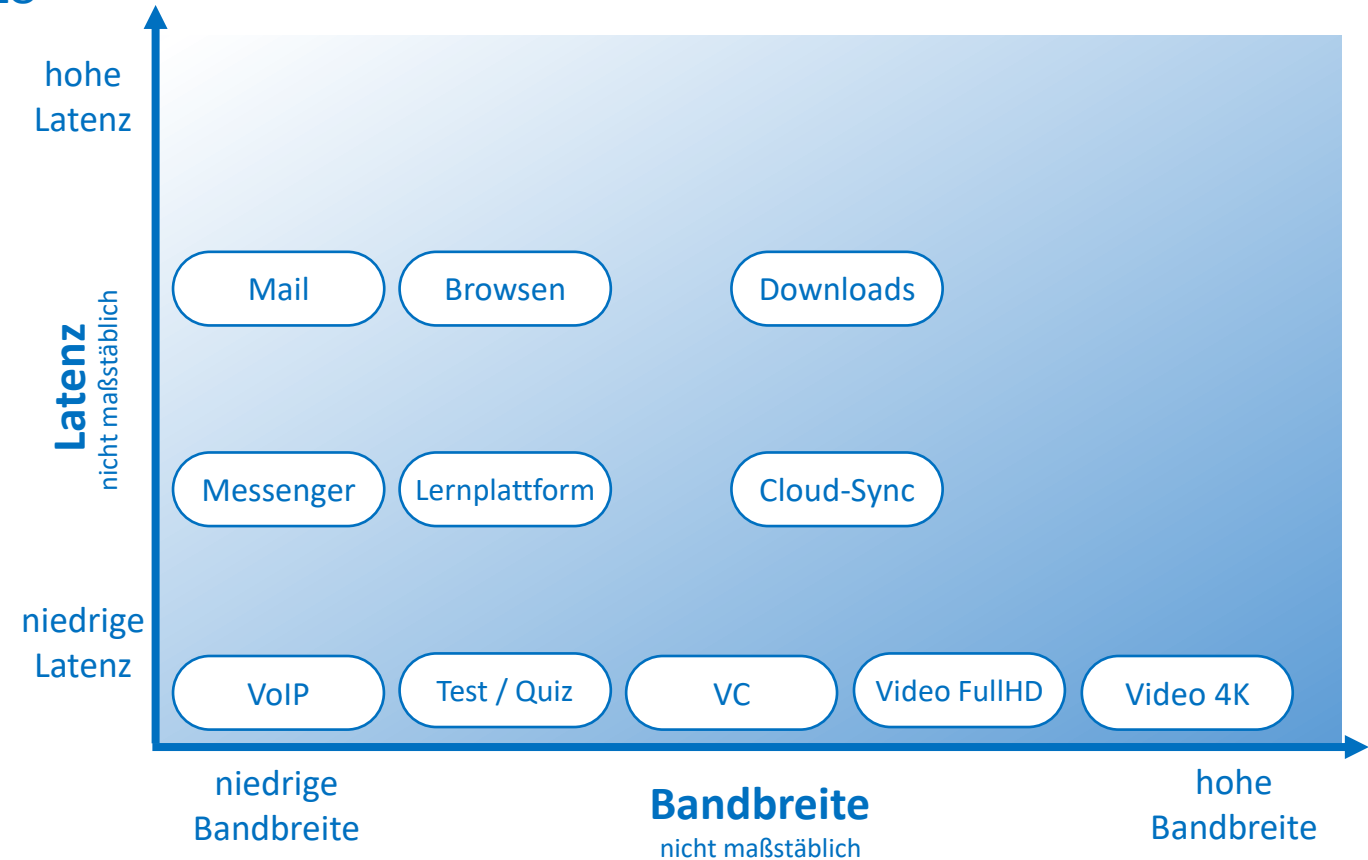 hohe
Latenz
Mail
Browsen
Downloads
Latenz
nicht maßstäblich
Messenger
Lernplattform
Cloud-Sync
niedrige
Latenz
VoIP
Test / Quiz
VC
Video FullHD
Video 4K
niedrige
Bandbreite
Bandbreite
nicht maßstäblich
hohe
Bandbreite